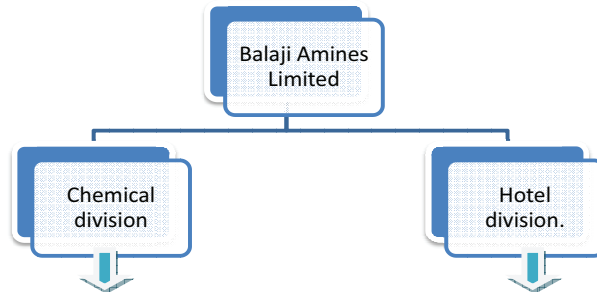 Balaji Amines
Limited
Chemical
division
Hotel
division.